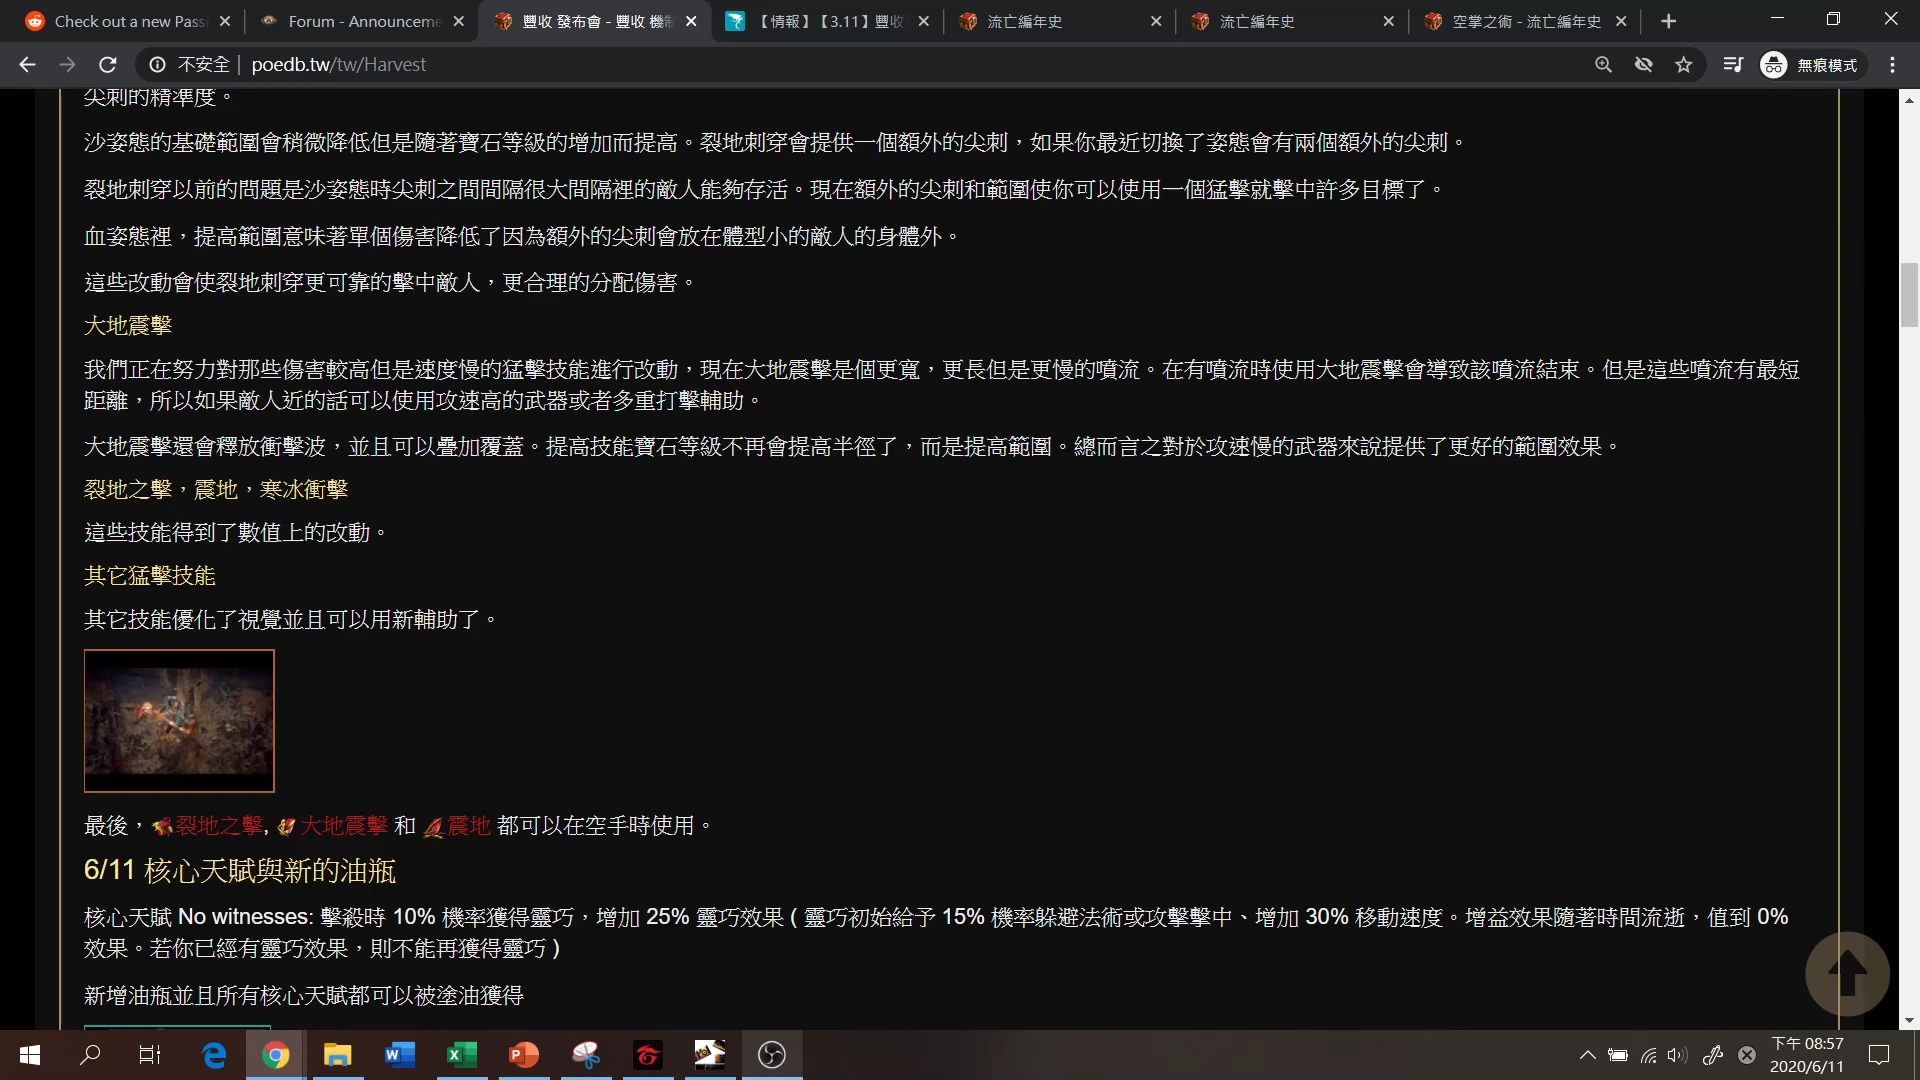 Check out a new Passi
Forum - Announceme
豐收 發布會 - 豐收 機制
【情報】【3.11】豐收
流亡編年史
流亡編年史
空掌之術 - 流亡編年史
不安全 | poedb.tw/tw/Harvest
無痕模式
尖刺的精準度。
沙姿態的基礎範圍會稍微降低但是隨著寶石等級的增加而提高。裂地刺穿會提供一個額外的尖刺，如果你最近切換了姿態會有兩個額外的尖刺。
裂地刺穿以前的問題是沙姿態時尖刺之間間隔很大間隔裡的敵人能夠存活。現在額外的尖刺和範圍使你可以使用一個猛擊就擊中許多目標了。
血姿態裡，提高範圍意味著單個傷害降低了因為額外的尖刺會放在體型小的敵人的身體外。
這些改動會使裂地刺穿更可靠的擊中敵人，更合理的分配傷害。
大地震擊
我們正在努力對那些傷害較高但是速度慢的猛擊技能進行改動，現在大地震擊是個更寬，更長但是更慢的噴流。在有噴流時使用大地震擊會導致該噴流結束。但是這些噴流有最短
距離，所以如果敵人近的話可以使用攻速高的武器或者多重打擊輔助。
大地震擊還會釋放衝擊波，並且可以疊加覆蓋。提高技能寶石等級不再會提高半徑了，而是提高範圍。總而言之對於攻速慢的武器來說提供了更好的範圍效果。
裂地之擊，震地，寒冰衝擊
這些技能得到了數值上的改動。
其它猛擊技能
其它技能優化了視覺並且可以用新輔助了。
最後，裂地之擊, 大地震擊 和 震地 都可以在空手時使用。
6/11 核心天賦與新的油瓶
核心天賦 No witnesses: 擊殺時 10% 機率獲得靈巧，增加 25% 靈巧效果 ( 靈巧初始給予 15% 機率躲避法術或攻擊擊中、增加 30% 移動速度。增益效果隨著時間流逝，值到 0%
效果。若你已經有靈巧效果，則不能再獲得靈巧 )
新增油瓶並且所有核心天賦都可以被塗油獲得
下午 08:57
2020/6/11